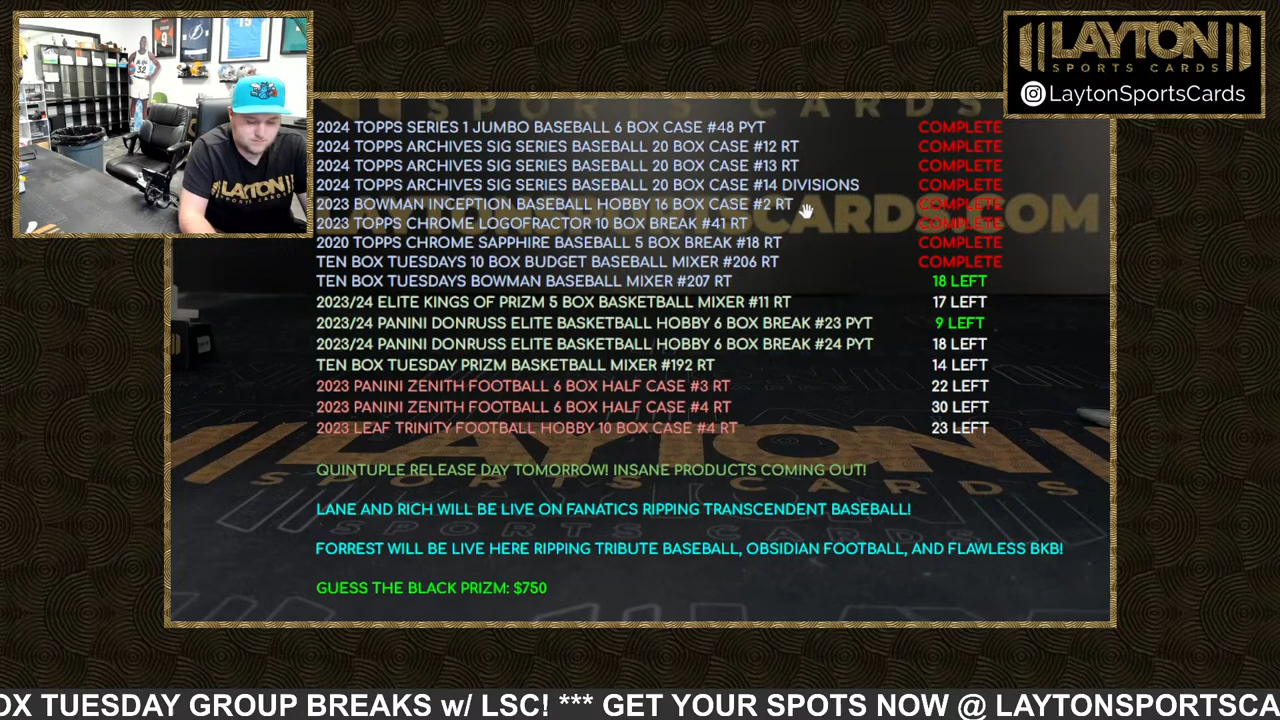 LAYTON
SPORTS CARDS
LaytonSportsCards
SPORTS CARDS
2024 TOPPS SERIES 1 JUMBO BASEBALL 6 BOX CASE #48 PYT COMPLETE
2024 TOPPS ARCHIVES SIG SERIES BASEBALL 20 BOX CASE #12 RT COMPLETE
2024 TOPPS ARCHIVES SIG SERIES BASEBALL 20 BOX CASE #13 RT COMPLETE
2024 TOPPS ARCHIVES SIG SERIES BASEBALL 20 BOX CASE #14 DIVISIONS COMPLETE
2023 BOWMAN INCEPTION BASEBALL HOBBY 16 BOX CASE #2 RT COMPLETE
CARDS.COM
2023 TOPPS CHROME LOGOFRACTOR 10 BOX BREAK #41 RT COMPLETE
2020 TOPPS CHROME SAPPHIRE BASEBALL 5 BOX BREAK #18 RT COMPLETE
TEN BOX TUESDAYS 10 BOX BUDGET BASEBALL MIXER #206 RT COMPLETE
TEN BOX TUESDAYS BOWMAN BASEBALL MIXER #207 RT 18 LEFT
2023/24 ELITE KINGS OF PRIZM 5 BOX BASKETBALL MIXER #11 RT 17 LEFT
2023/24 PANINI DONRUSS ELITE BASKETBALL HOBBY 6 BOX BREAK #23 PYT 9 LEFT
2023/24 PANINI DONRUSS ELITE BASKETBALL HOBBY 6 BOX BREAK #24 PYT 18 LEFT
TEN BOX TUESDAY PRIZM BASKETBALL MIXER #192 RT 14 LEFT
2023 PANINI ZENITH FOOTBALL 6 BOX HALF CASE #3 RT 22 LEFT
2023 PANINI ZENITH FOOTBALL 6 BOX HALF CASE #4 RT 30 LEFT
2023 LEAF TRINITY FOOTBALL HOBBY 10 BOX CASE #4 RT 23 LEFT
LAYTON
SPORTS CARDS
QUINTUPLE RELEASE DAY TOMORROW! INSANE PRODUCTS COMING OUT!
LANE AND RICH WILL BE LIVE ON FANATICS RIPPING TRANSCENDENT BASEBALL!
FORREST WILL BE LIVE HERE RIPPING TRIBUTE BASEBALL, OBSIDIAN FOOTBALL, AND FLAWLESS BKB!
GUESS THE BLACK PRIZM: $750
OX TUESDAY GROUP BREAKS w/ LSC! *** GET YOUR SPOTS NOW @ LAYTONSPORTSCA
LAYTON
SPORTS CARDS
32
9